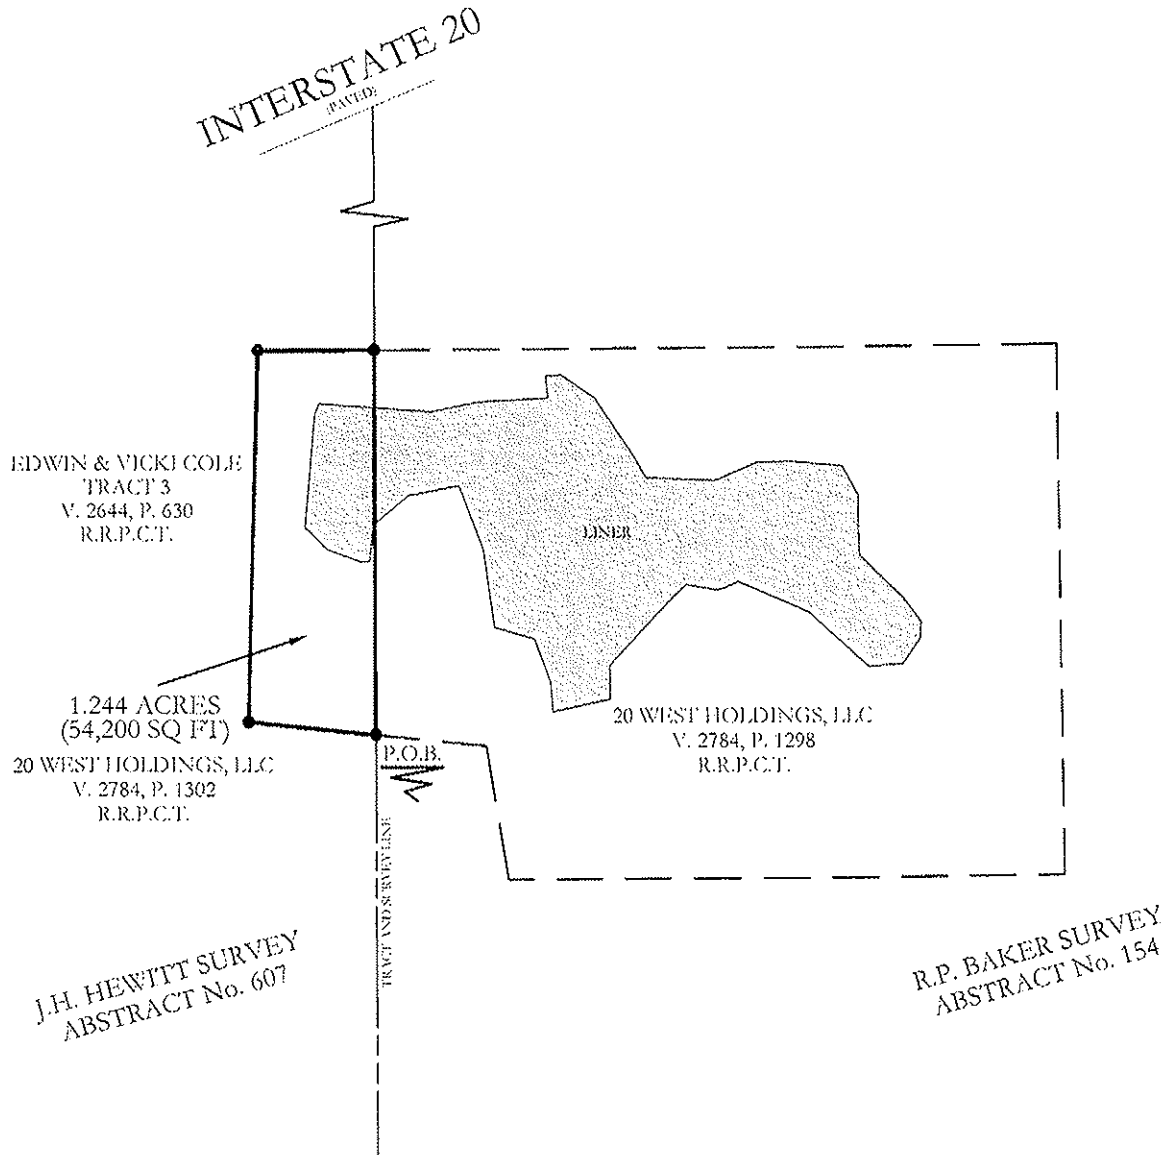 INTERSTATE 20
(PAVED)
EDWIN & VICKI COLE
TRACT 3
V. 2644, P. 630
R.R.P.C.T.
LINER
1.244 ACRES
(54,200 SQ FT)
20 WEST HOLDINGS, LLC
V. 2784, P. 1302
R.R.P.C.T.
P.O.B.
20 WEST HOLDINGS, LLC
V. 2784, P. 1298
R.R.P.C.T.
TRACT AND SURVEY LINE
J.H. HEWITT SURVEY
ABSTRACT No. 607
R.P. BAKER SURVEY
ABSTRACT No. 154